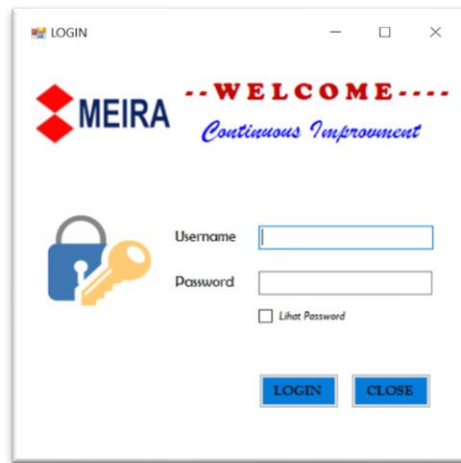 LOGIN
MEIRA
--WELCOME----
Continuous Improvment
Username
Password
Lihat Password
LOGIN CLOSE